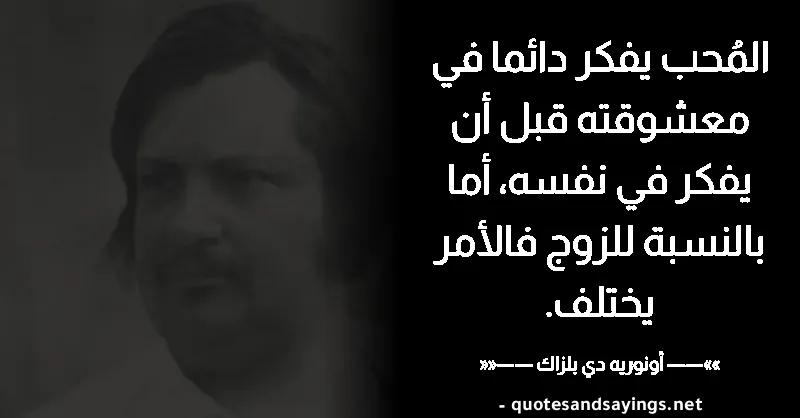 المُحب يفكر دائما في
معشوقته قبل أن
يفكر في نفسه، أما
بالنسبة للزوج فالأمر
يختلف.
»»—— أونوريه دي بلزاك ——««
- quotesandsayings.net